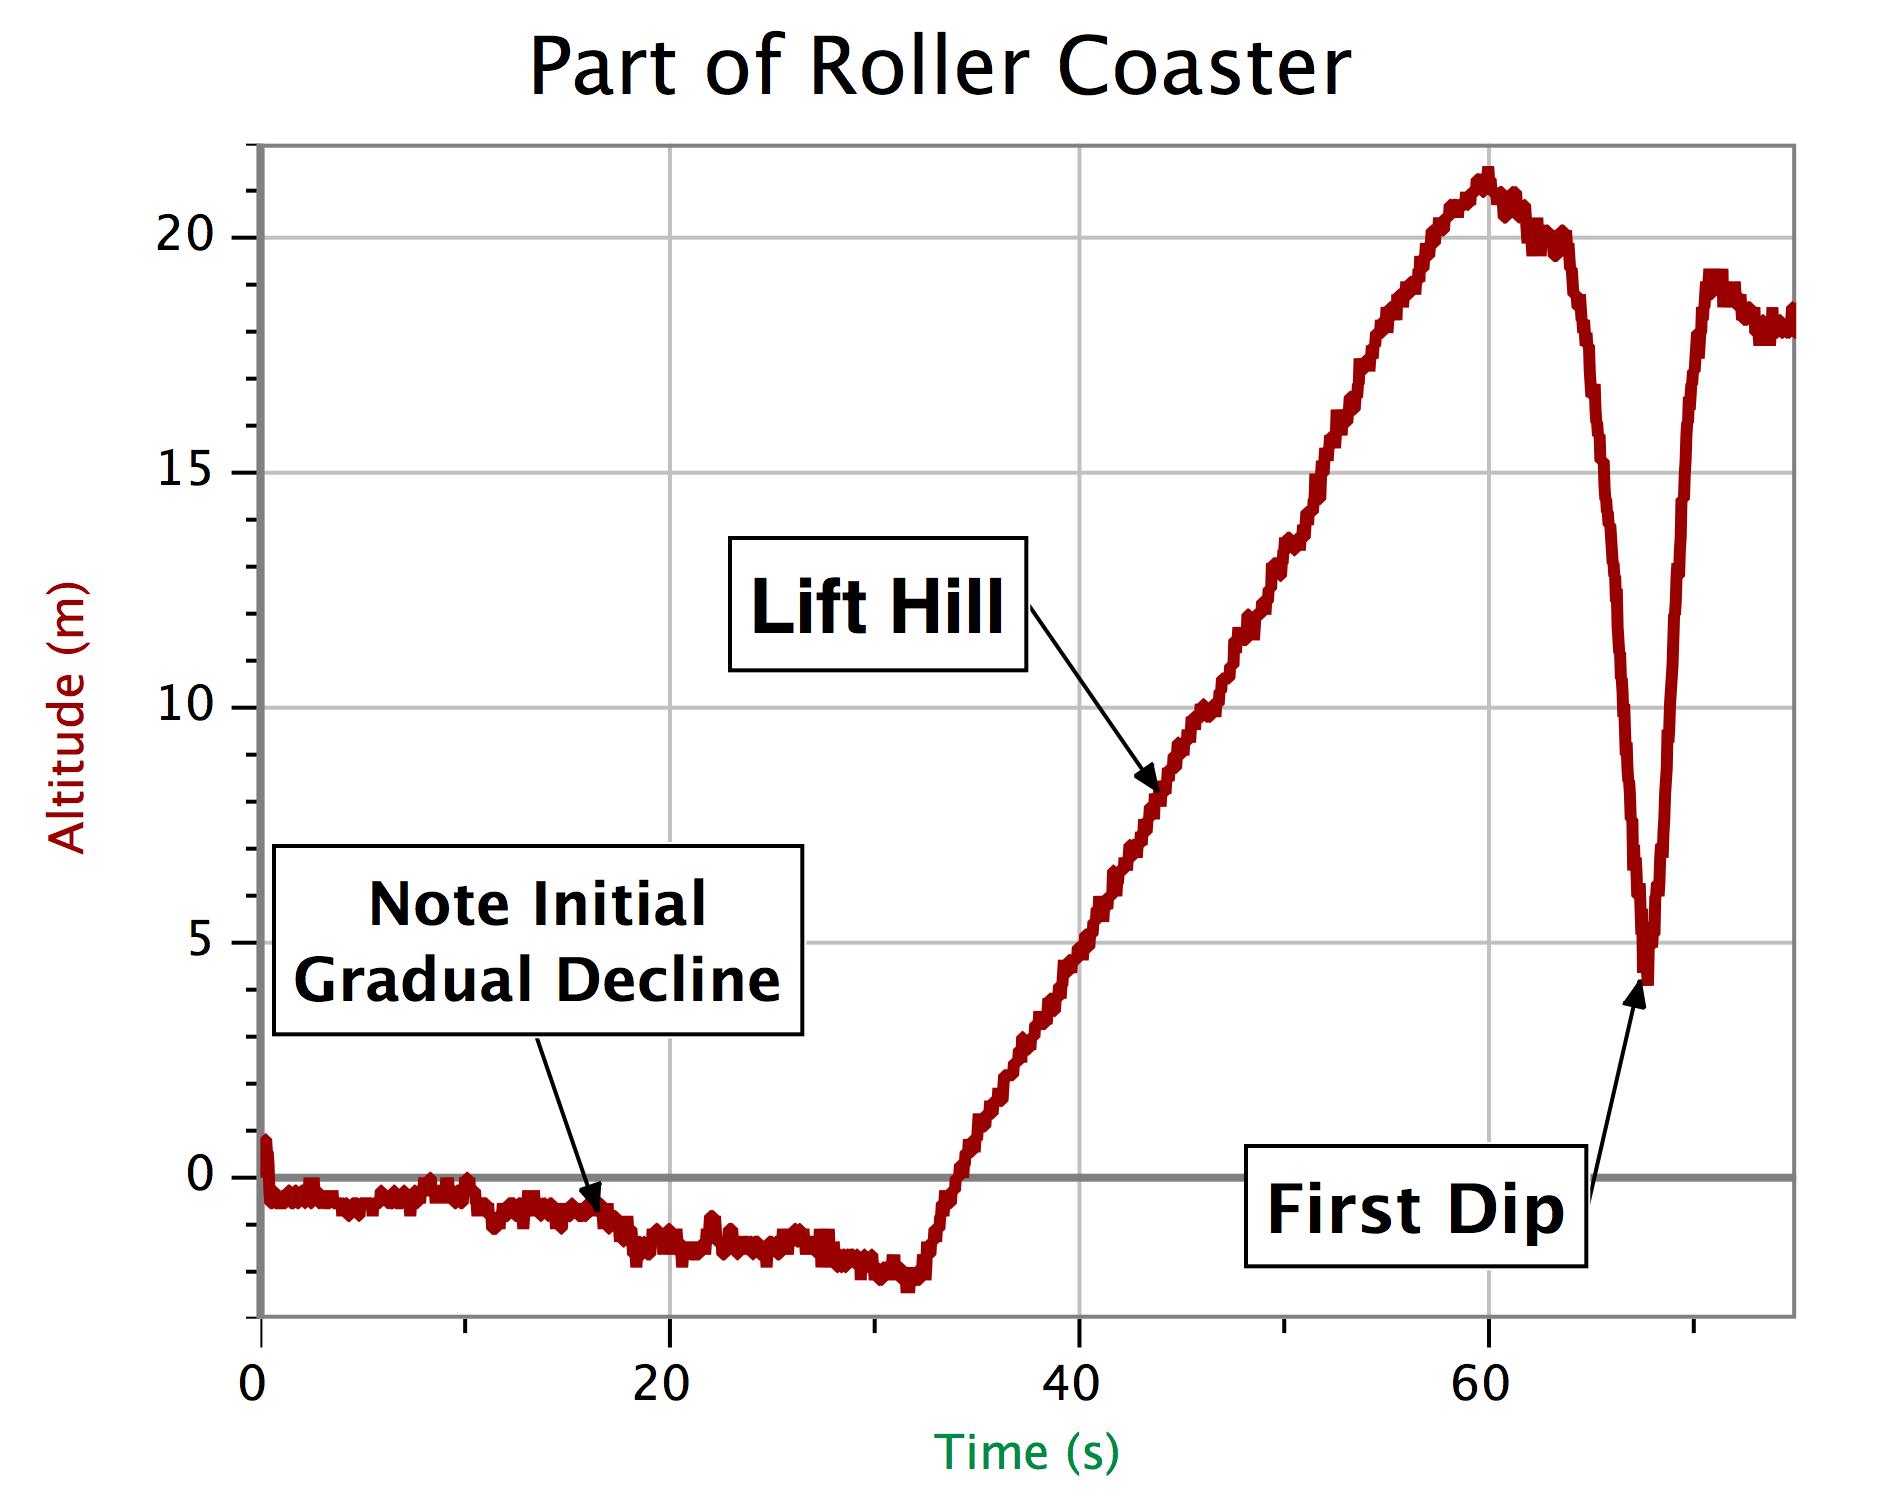 Part of Roller Coaster
20
15
10
5
0
Altitude (m)
Lift Hill
Note Initial
Gradual Decline
First Dip
0
20
40
60
Time (s)